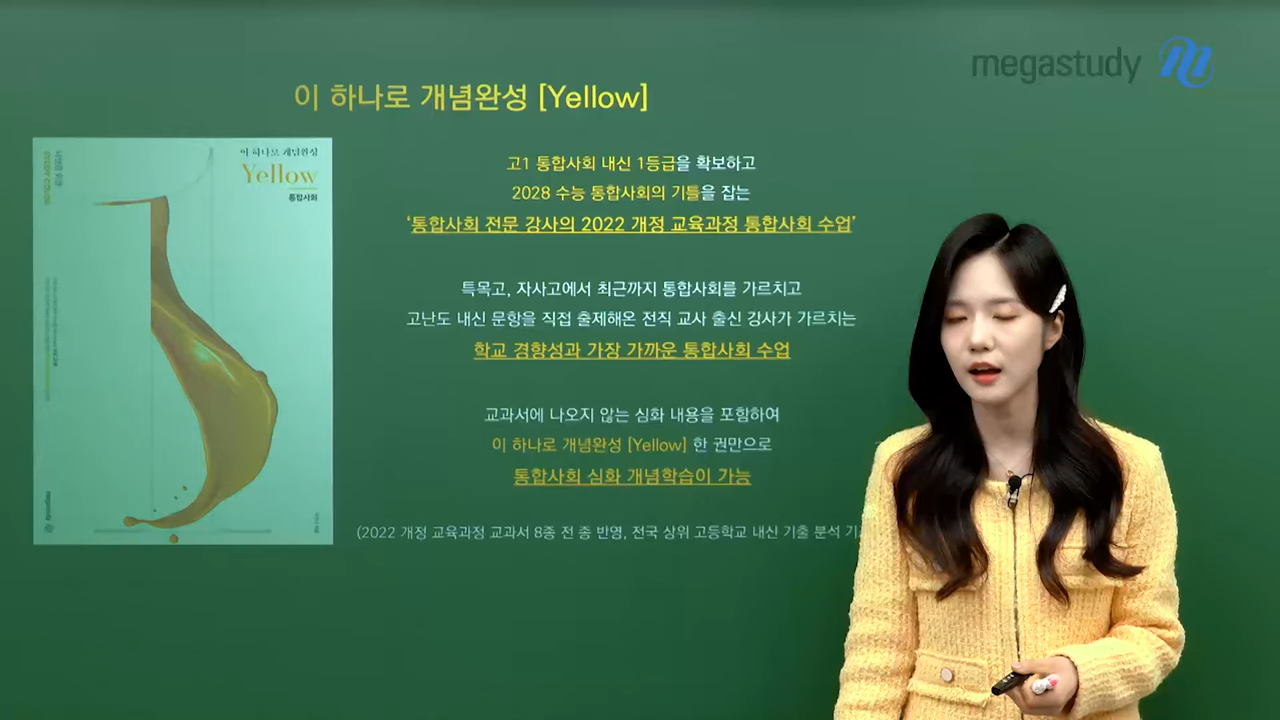 megastudy
이 하나로 개념완성 [Yellow]
이 하나로 개념완성
Yellow
통합사회
고1 통합사회 내신 1등급을 확보하고
2028 수능 통합사회의 기틀을 잡는
‘통합사회 전문 강사의 2022 개정 교육과정 통합사회 수업’
특목고, 자사고에서 최근까지 통합사회를 가르치고
고난도 내신 문항을 직접 출제해온 전직 교사 출신 강사가 가르치는
학교 경향성과 가장 가까운 통합사회 수업
교과서에 나오지 않는 심화 내용을 포함하여
이 하나로 개념완성 [Yellow] 한 권만으로
통합사회 심화 개념학습이 가능
(2022 개정 교육과정 교과서 8종 전 종 반영, 전국 상위 고등학교 내신 기출 분석
megastudy